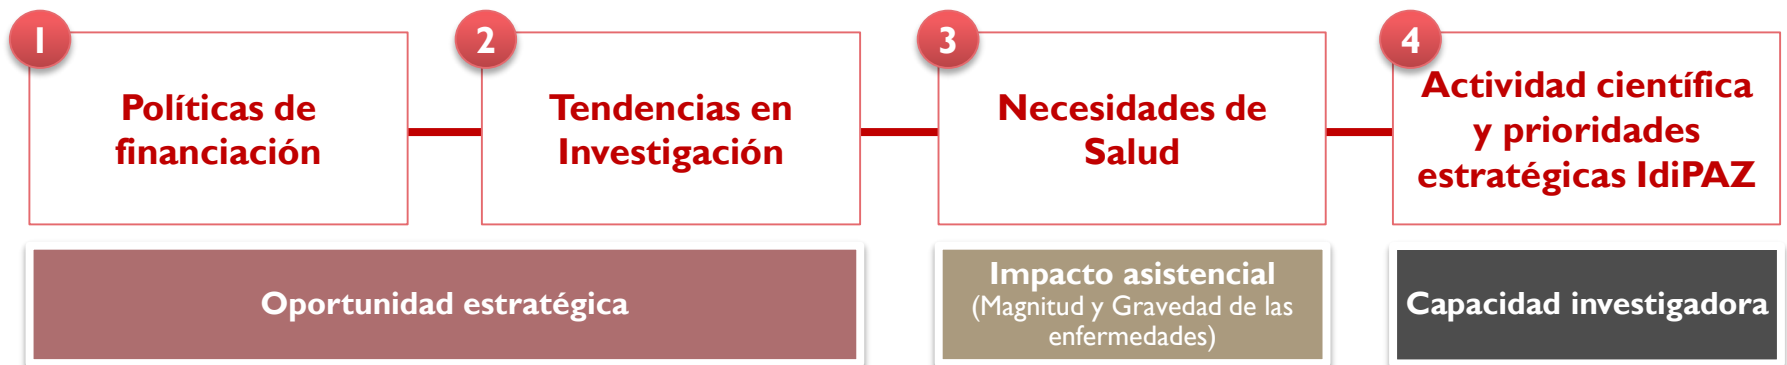 1
Políticas de
financiación
2
Tendencias en
Investigación
3
Necesidades de
Salud
4
Actividad científica
y prioridades
estratégicas IdiPAZ
Oportunidad estratégica
Impacto asistencial
(Magnitud y Gravedad de las
enfermedades)
Capacidad investigadora